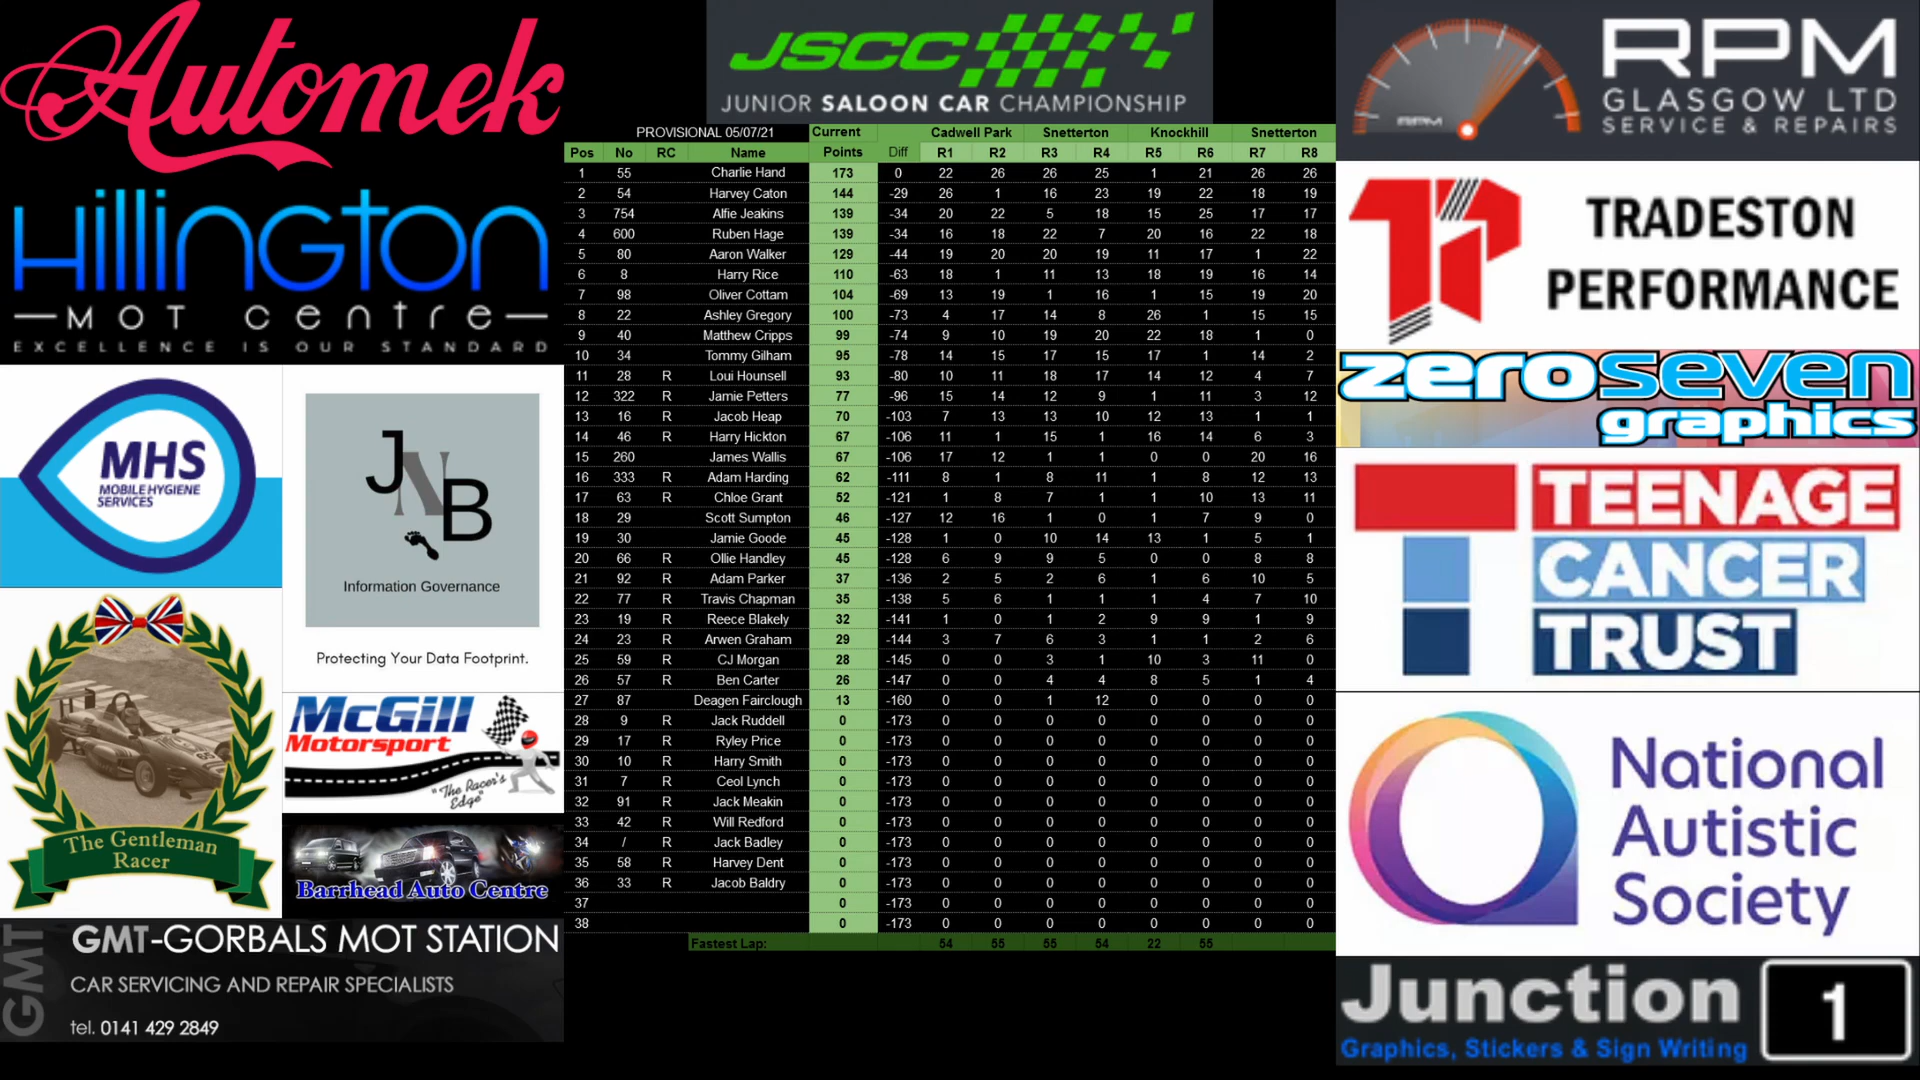 Automek
JSCC
JUNIOR SALOON CAR CHAMPIONSHIP
RPM
GLASGOW LTD
SERVICE & REPAIRS
RPM
Hillington
MOT centre
EXCELLENCE IS OUR STANDARD
MHS
MOBILE HYGIENE
SERVICES
JNB
Information Governance
Protecting Your Data Footprint.
The Gentleman
Racer
McGill
Motorsport
"The Racer's
Edge"
Barrhead Auto Centre
GMT
GMT-GORBALS MOT STATION
CAR SERVICING AND REPAIR SPECIALISTS
tel. 0141 429 2849
PROVISIONAL 05/07/21 Current Cadwell Park Snetterton Knockhill Snetterton
Pos No RC Name Points Diff R1 R2 R3 R4 R5 R6 R7 R8
1 55 Charlie Hand 173 0 22 26 26 25 1 21 26 26
2 54 Harvey Caton 144 -29 26 1 16 23 19 22 18 19
3 754 Alfie Jeakins 139 -34 20 22 5 18 15 25 17 17
4 600 Ruben Hage 139 -34 16 18 22 7 20 16 22 18
5 80 Aaron Walker 129 -44 19 20 20 19 11 17 1 22
6 8 Harry Rice 110 -63 18 1 11 13 18 19 16 14
7 98 Oliver Cottam 104 -69 13 19 1 16 1 15 19 20
8 22 Ashley Gregory 100 -73 4 17 14 8 26 1 15 15
9 40 Matthew Cripps 99 -74 9 10 19 20 22 18 1 0
10 34 Tommy Gilham 95 -78 14 15 17 15 17 1 14 2
11 28 R Loui Hounsell 93 -80 10 11 18 17 14 12 4 7
12 322 R Jamie Petters 77 -96 15 14 12 9 1 11 3 12
13 16 R Jacob Heap 70 -103 7 13 13 10 12 13 1 1
14 46 R Harry Hickton 67 -106 11 1 15 1 16 14 6 3
15 260 James Wallis 67 -106 17 12 1 1 0 0 20 16
16 333 R Adam Harding 62 -111 8 1 8 11 1 8 12 13
17 63 R Chloe Grant 52 -121 1 8 7 1 1 10 13 11
18 29 Scott Sumpton 46 -127 12 16 1 0 1 7 9 0
19 30 Jamie Goode 45 -128 1 0 10 14 13 1 5 1
20 66 R Ollie Handley 45 -128 6 9 9 5 0 0 8 8
21 92 R Adam Parker 37 -136 2 5 2 6 1 6 10 5
22 77 R Travis Chapman 35 -138 5 6 1 1 1 4 7 10
23 19 R Reece Blakely 32 -141 1 0 1 2 9 9 1 9
24 23 R Arwen Graham 29 -144 3 7 6 3 1 1 2 6
25 59 R CJ Morgan 28 -145 0 0 3 1 10 3 11 0
26 57 R Ben Carter 26 -147 0 0 4 4 8 5 1 4
27 87 Deagen Fairclough 13 -160 0 0 1 12 0 0 0 0
28 9 R Jack Ruddell 0 -173 0 0 0 0 0 0 0 0
29 17 R Ryley Price 0 -173 0 0 0 0 0 0 0 0
30 10 R Harry Smith 0 -173 0 0 0 0 0 0 0 0
31 7 R Ceol Lynch 0 -173 0 0 0 0 0 0 0 0
32 91 R Jack Meakin 0 -173 0 0 0 0 0 0 0 0
33 42 R Will Redford 0 -173 0 0 0 0 0 0 0 0
34 / R Jack Badley 0 -173 0 0 0 0 0 0 0 0
35 58 R Harvey Dent 0 -173 0 0 0 0 0 0 0 0
36 33 R Jacob Baldry 0 -173 0 0 0 0 0 0 0 0
37 0 -173 0 0 0 0 0 0 0 0
38 0 -173 0 0 0 0 0 0 0 0
Fastest Lap: 54 55 55 54 22 55
TRADESTON
PERFORMANCE
zeroseven
graphics
TEENAGE
CANCER
TRUST
National
Autistic
Society
Junction 1
Graphics, Stickers & Sign Writing